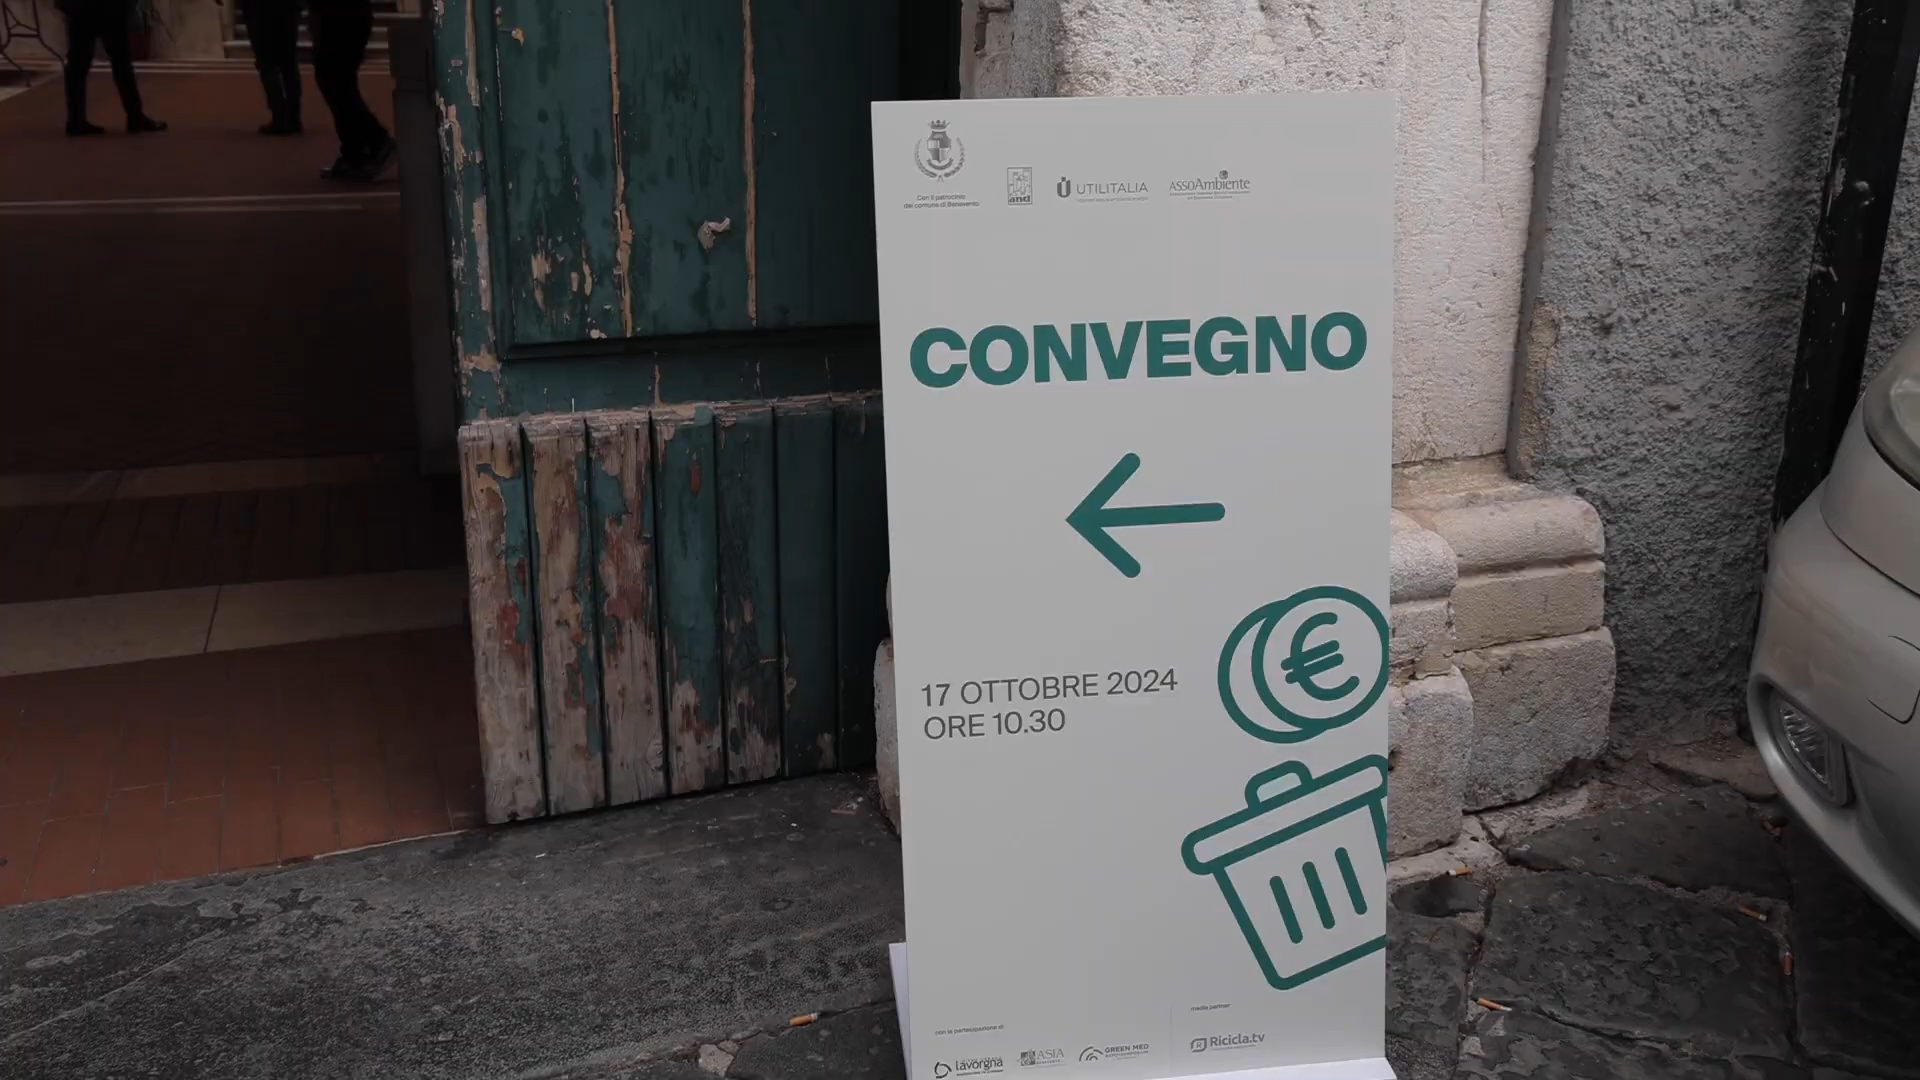 Con il patrocinio
del comune di Benevento
and
UTILITALIA
ASSOAmbiente
CONVEGNO
17 OTTOBRE 2024
ORE 10.30
con la partecipazione di
lavorgna
ASIA
GREEN MED
media partner
Ricicla.tv